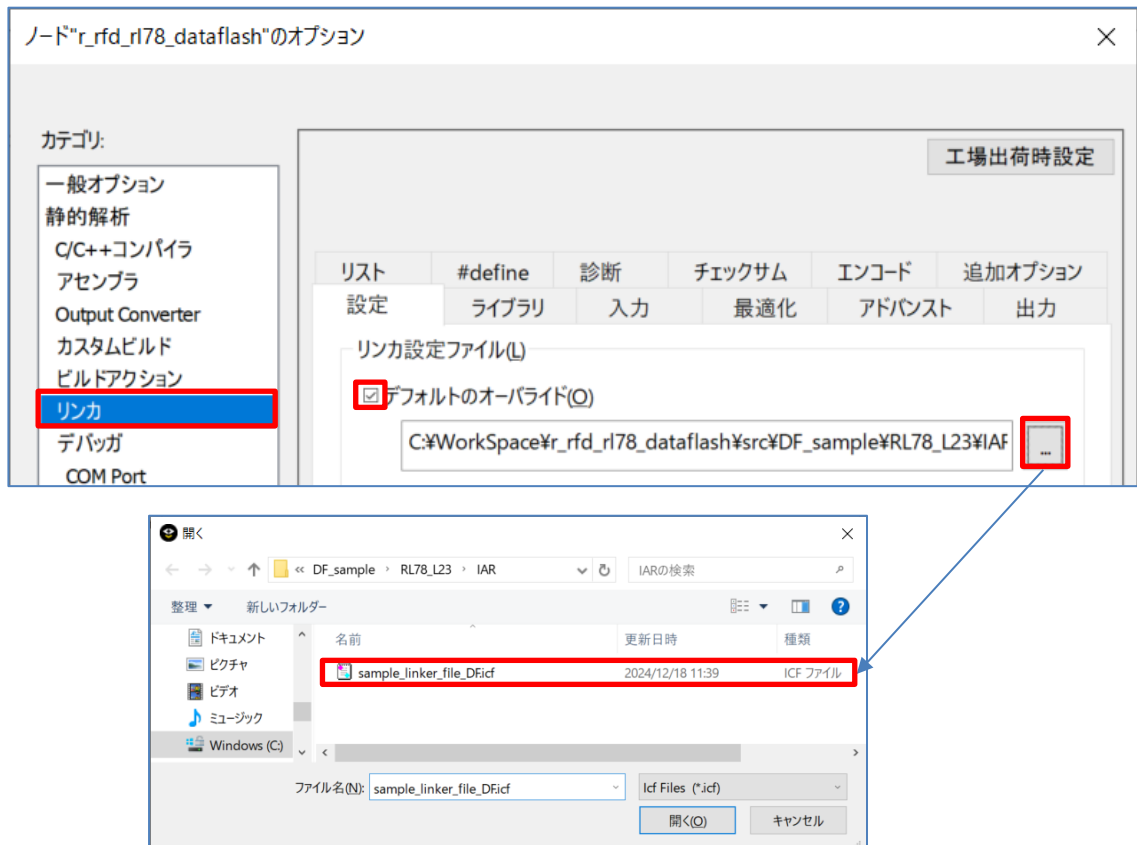 ノード"r_rfd_rl78_dataflash"のオプション
カテゴリ:
工場出荷時設定
一般オプション
静的解析
C/C++コンパイラ
アセンブラ
Output Converter
カスタムビルド
ビルドアクション
リンカ
デバッガ
COM Port
リスト #define 診断 チェックサム エンコード 追加オプション
設定 ライブラリ 入力 最適化 アドバンスト 出力
リンカ設定ファイル(L)
デフォルトのオーバライド(O)
C:¥WorkSpace¥r_rfd_rl78_dataflash¥src¥DF_sample¥RL78_L23¥IAF
...
開く
« DF_sample › RL78_L23 › IAR
IARの検索
整理 新しいフォルダー
ドキュメント
ピクチャ
ビデオ
ミュージック
Windows (C:)
名前 更新日時 種類
sample_linker_file_DF.icf 2024/12/18 11:39 ICF ファイル
ファイル名(N): sample_linker_file_DF.icf Icf Files (*.icf)
開く(O) キャンセル